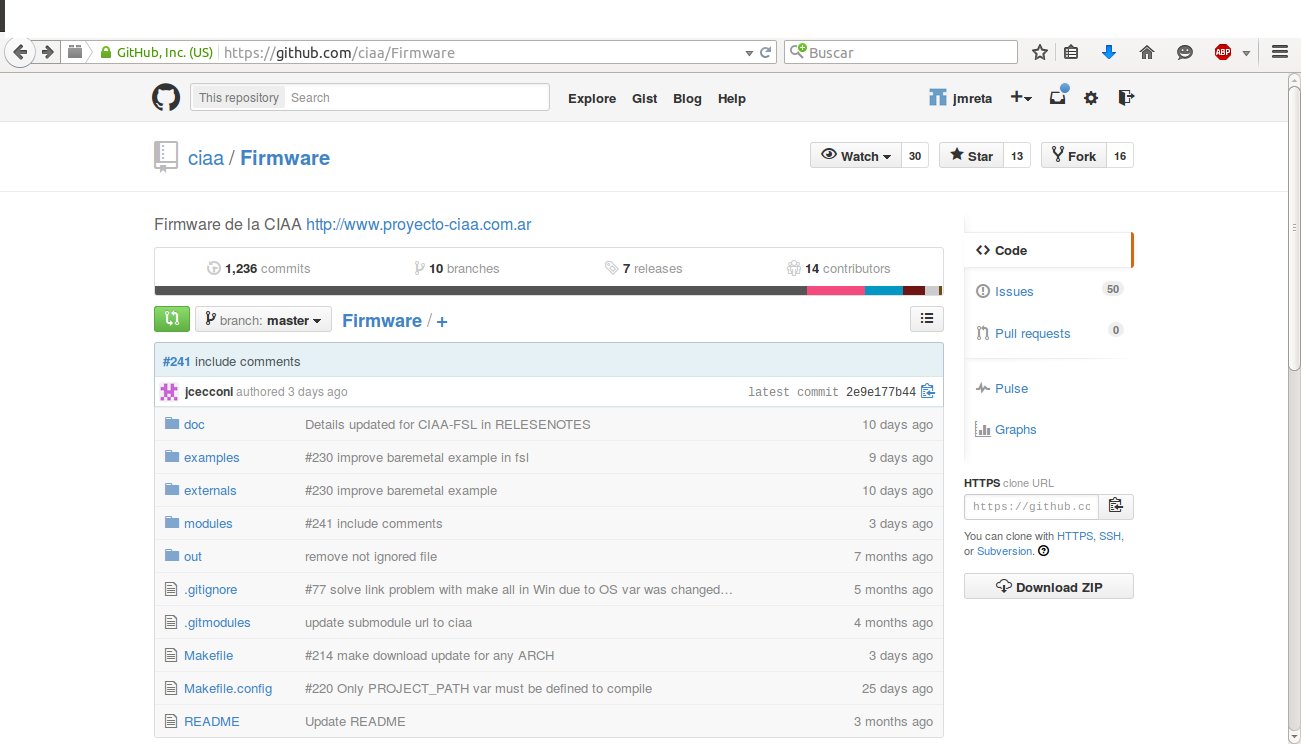 GitHub, Inc. (US) https://github.com/ciaa/Firmware Buscar ABP
This repository Search Explore Gist Blog Help jmreta
ciaa / Firmware Watch 30 Star 13 Fork 16
Firmware de la CIAA http://www.proyecto-ciaa.com.ar
1,236 commits 10 branches 7 releases 14 contributors
branch: master Firmware / +
#241 include comments
jcecconi authored 3 days ago latest commit 2e9e177b44
doc Details updated for CIAA-FSL in RELESENOTES 10 days ago
examples #230 improve baremetal example in fsl 9 days ago
externals #230 improve baremetal example 10 days ago
modules #241 include comments 3 days ago
out remove not ignored file 7 months ago
.gitignore #77 solve link problem with make all in Win due to OS var was changed… 5 months ago
.gitmodules update submodule url to ciaa 4 months ago
Makefile #214 make download update for any ARCH 3 days ago
Makefile.config #220 Only PROJECT_PATH var must be defined to compile 25 days ago
README Update README 3 months ago
Code
Issues 50
Pull requests 0
Pulse
Graphs
HTTPS clone URL
https://github.cc
You can clone with HTTPS, SSH,
or Subversion.
Download ZIP